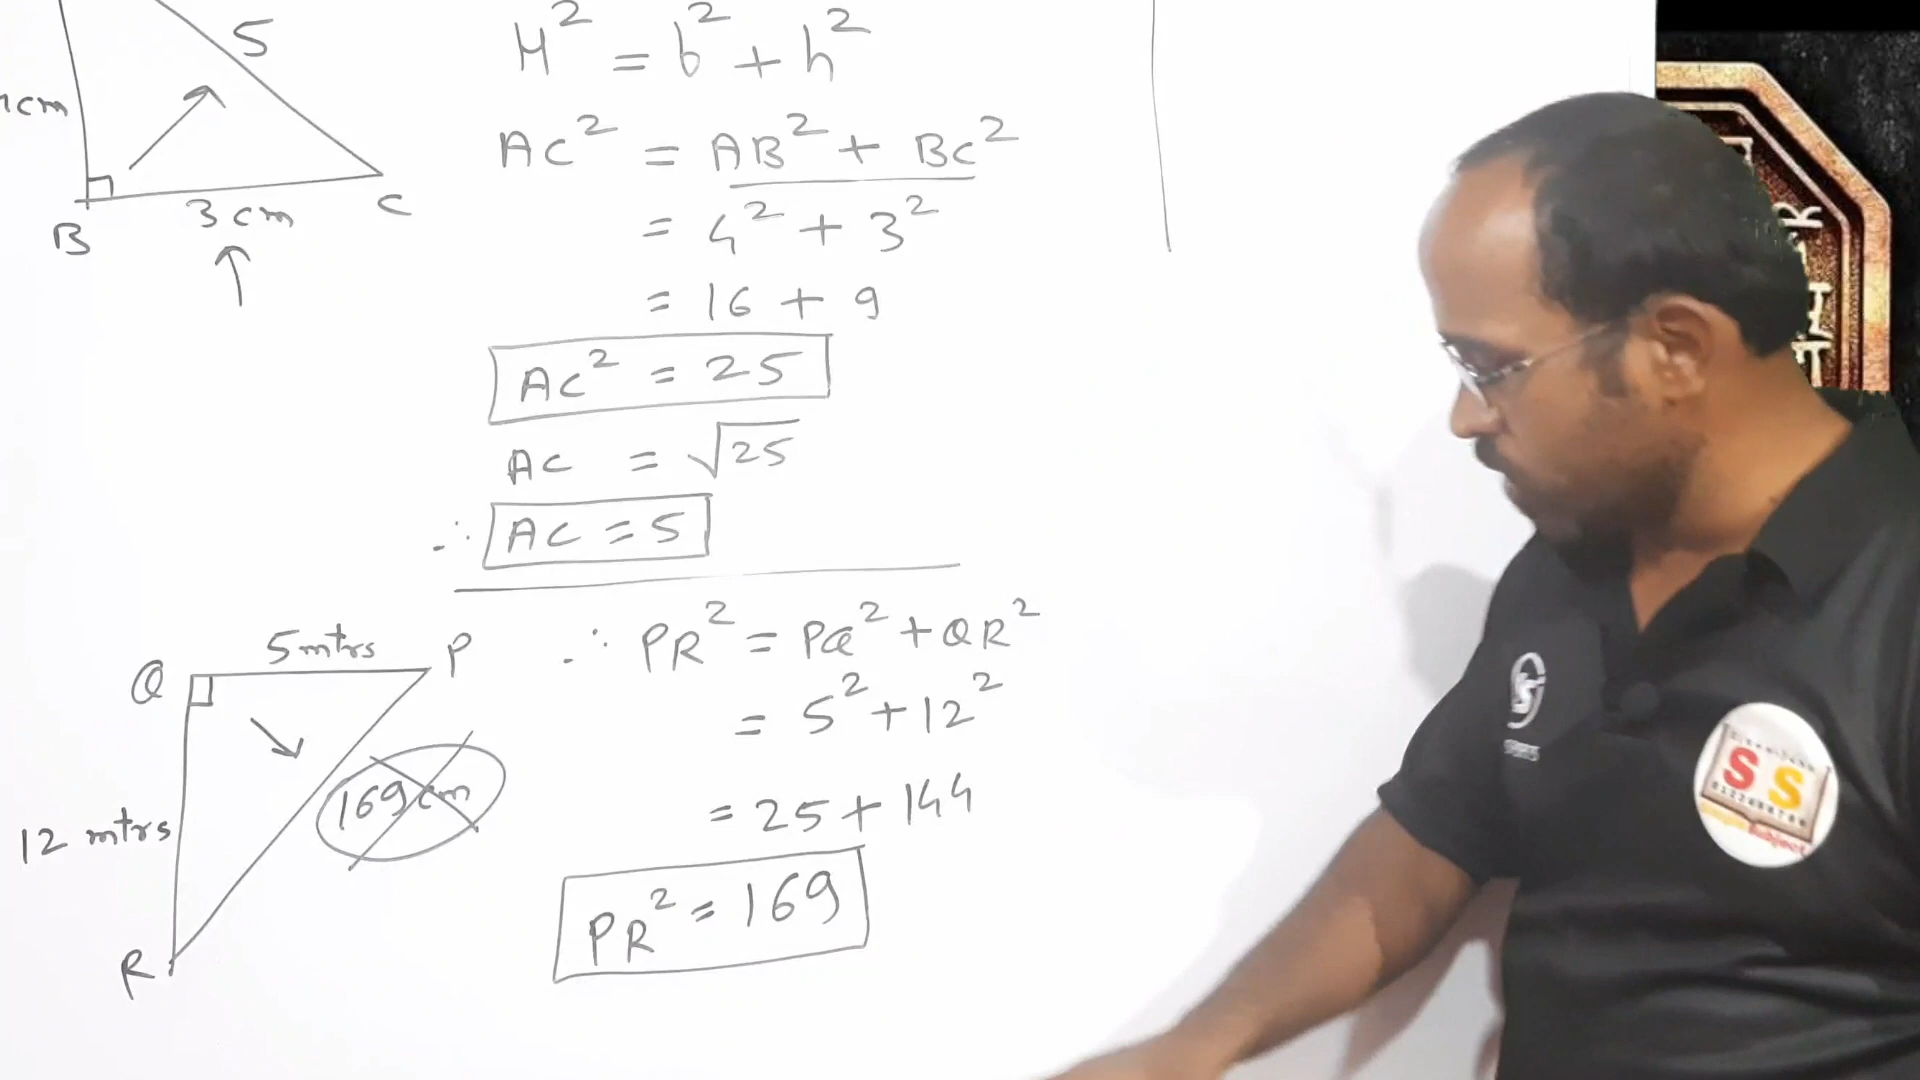 5
H² = b² + h²
cm
AC² = AB² + BC²
3 cm
B
C
= 4² + 3²
= 16 + 9
AC² = 25
AC = √25
∴ AC = 5
5 mtrs
Q
P
∴ PR² = PQ² + QR²
= 5² + 12²
169 cm
12 mtrs
= 25 + 144
PR² = 169
R
SS